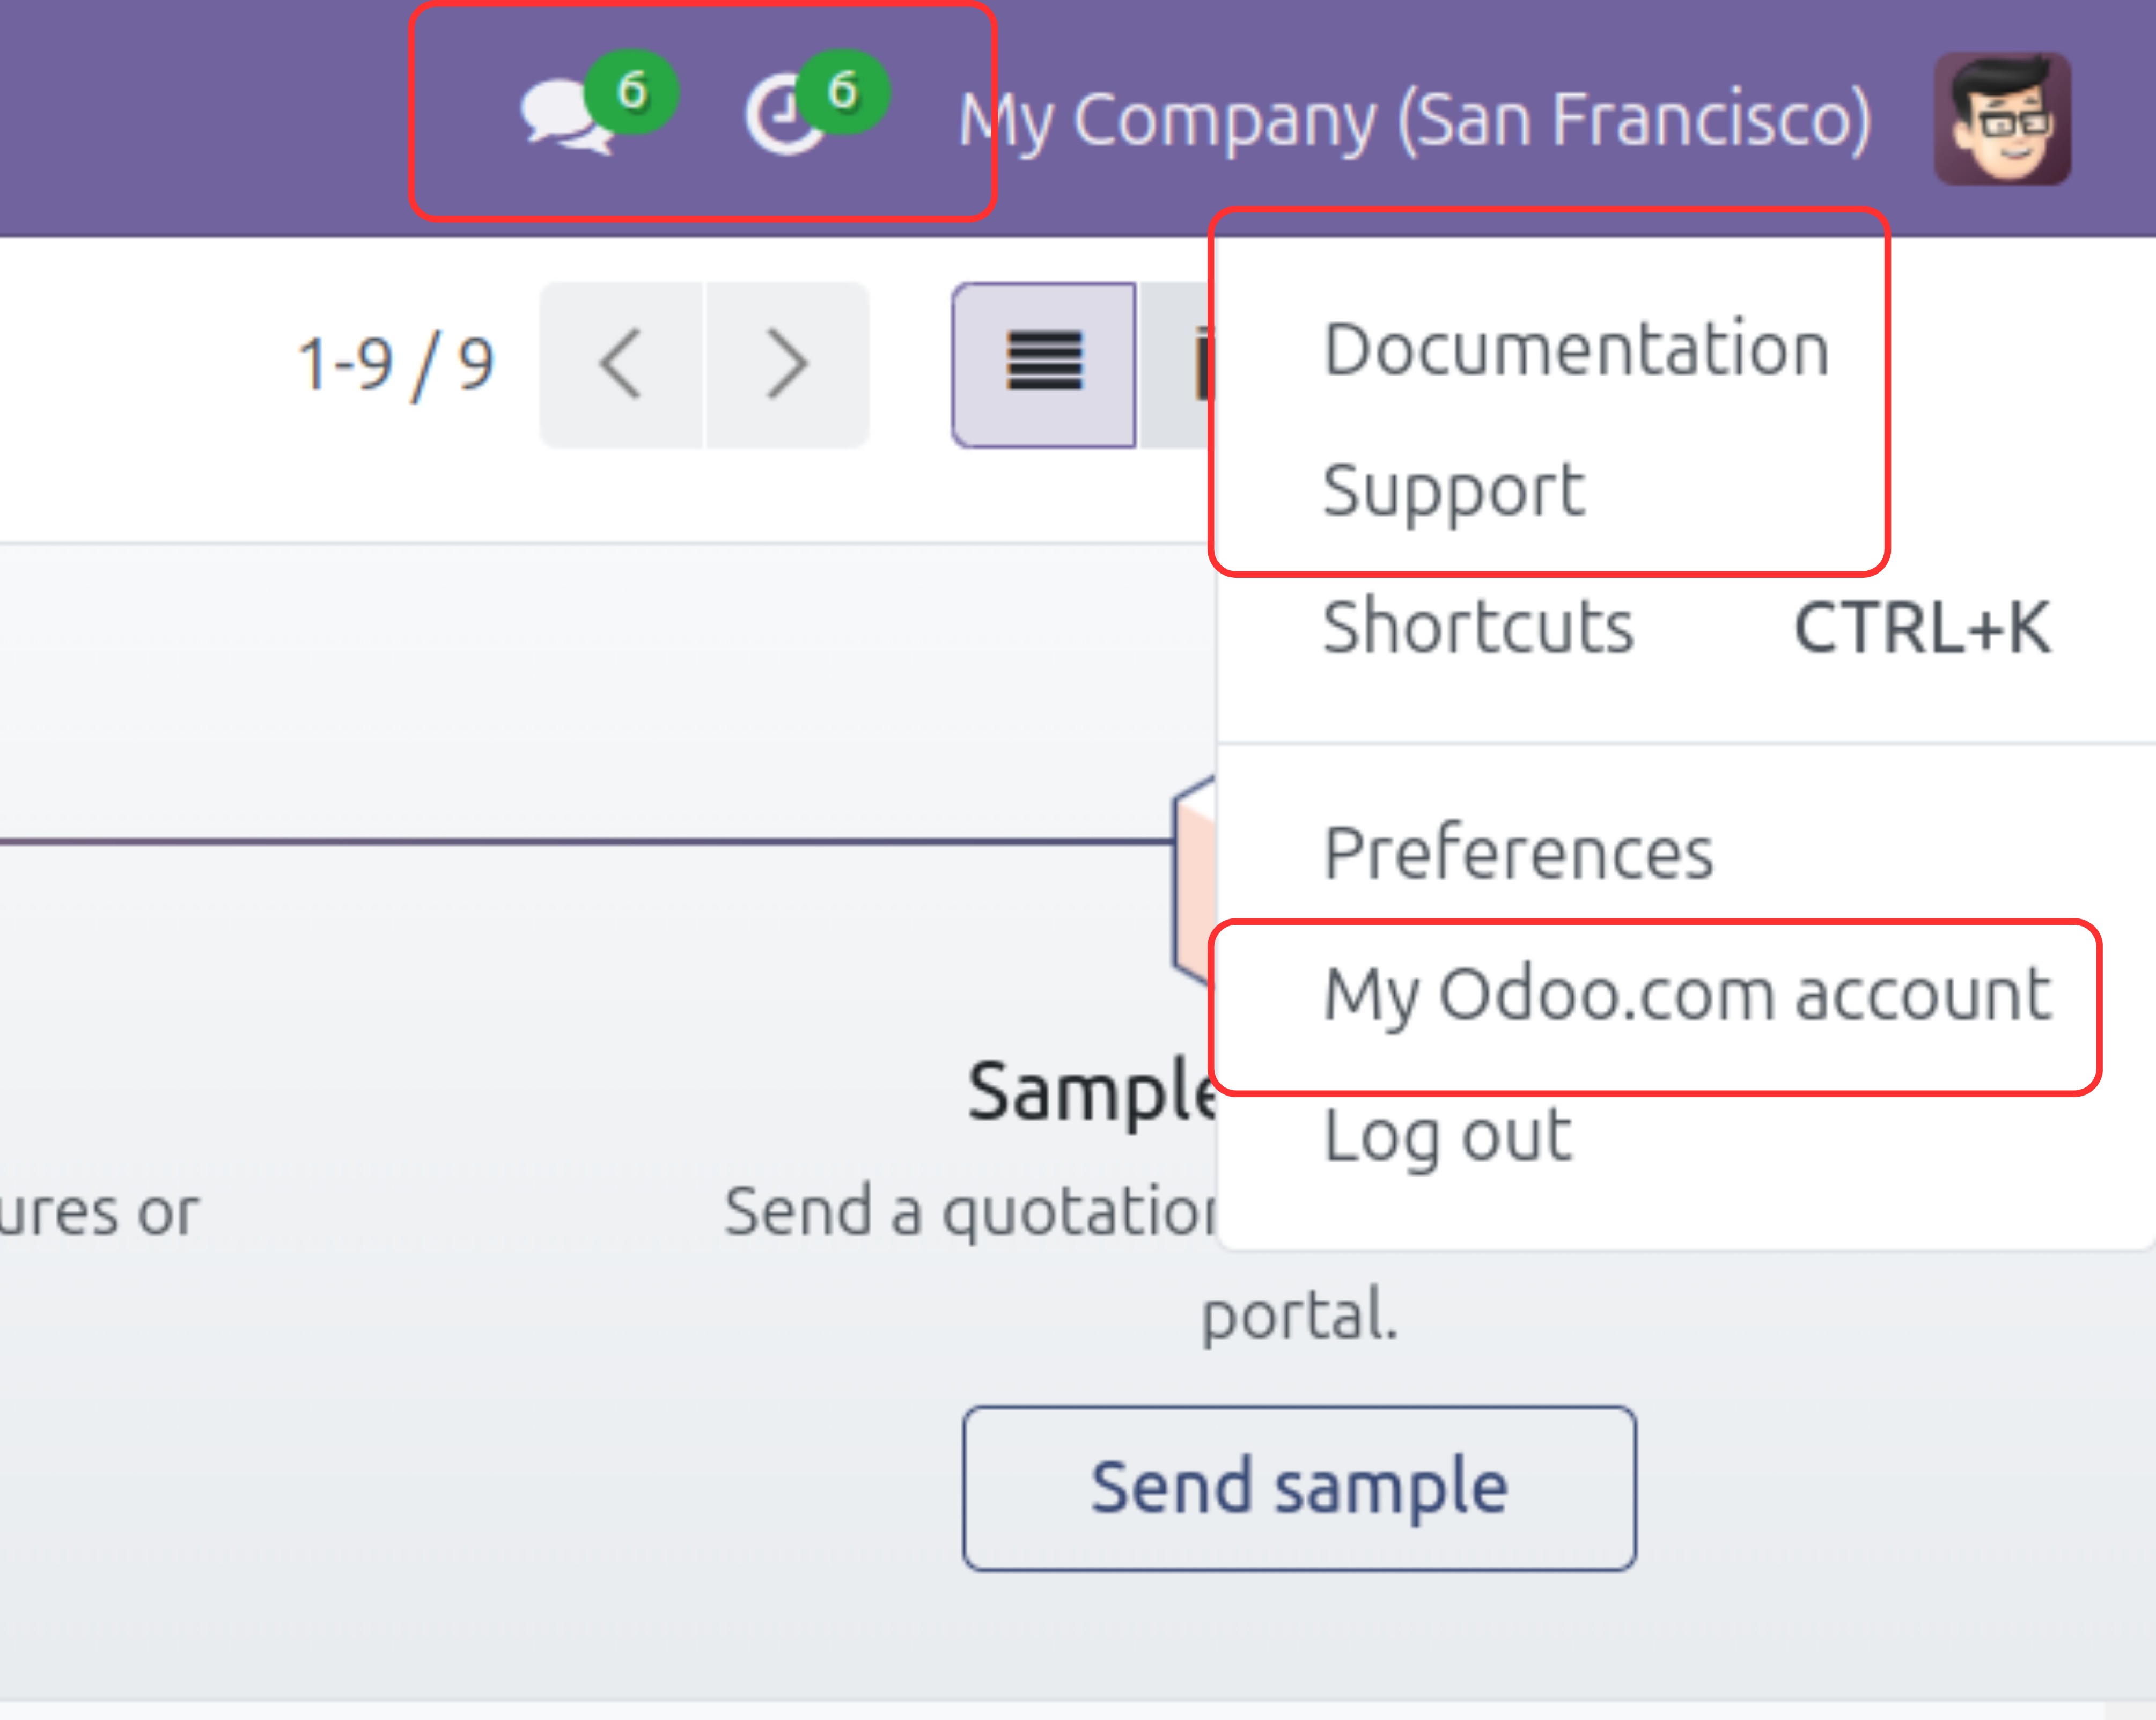 6 6 My Company (San Francisco)
1-9 / 9
Documentation
Support
Shortcuts CTRL+K
Preferences
My Odoo.com account
Log out
Sample
ures or
Send a quotation
portal.
Send sample